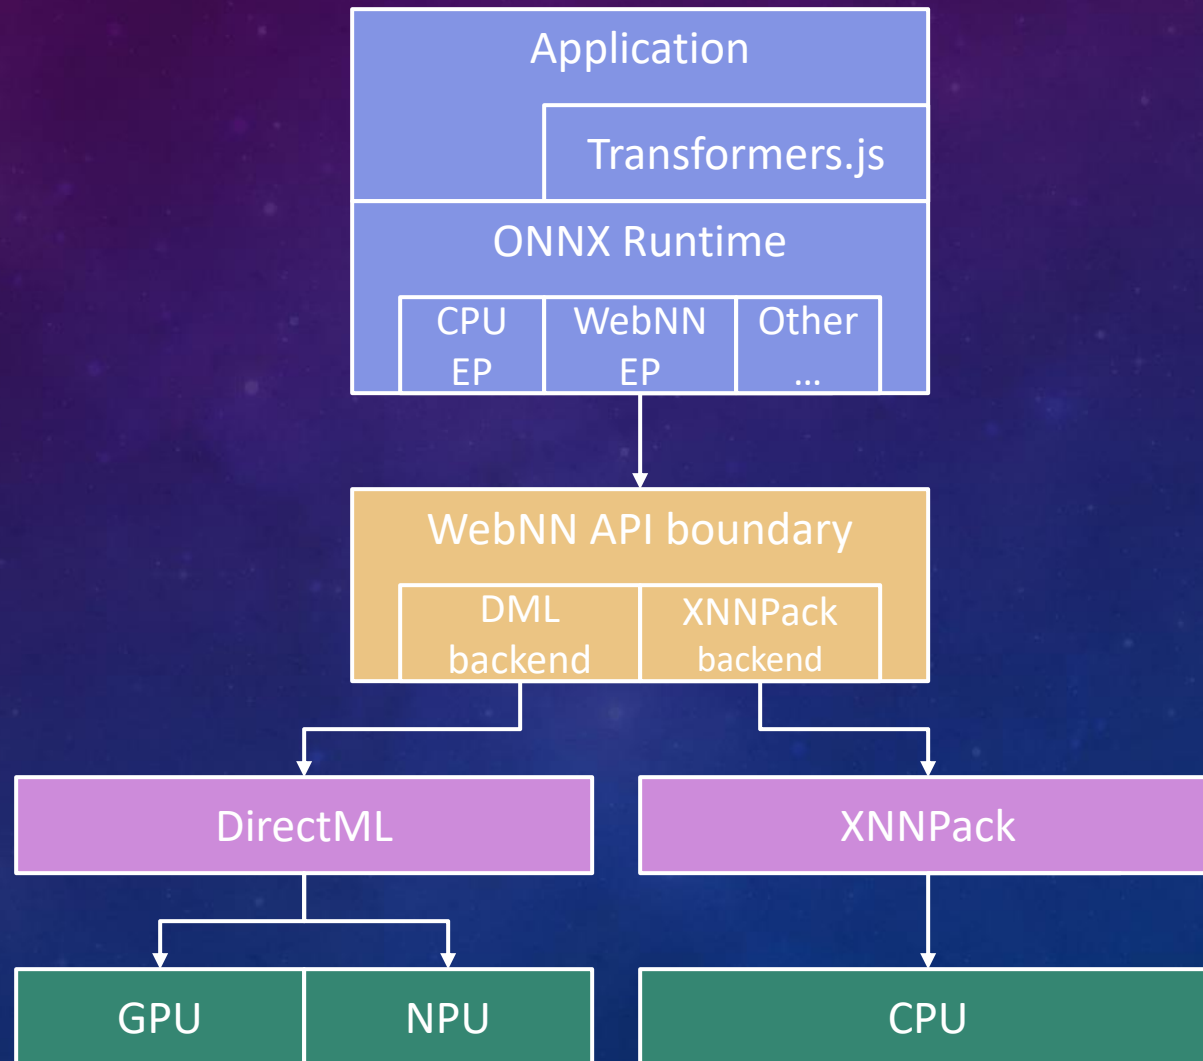 Application
Transformers.js
ONNX Runtime
CPU
EP
WebNN
EP
Other
...
WebNN API boundary
DML
backend
XNNPack
backend
DirectML
XNNPack
GPU
NPU
CPU